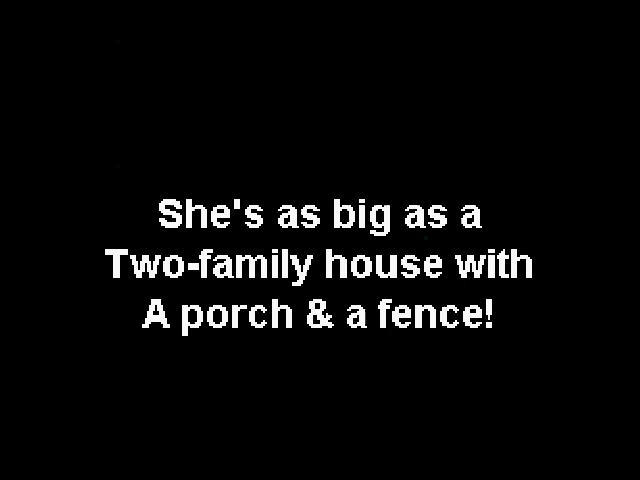 She's as big as a
Two-family house with
A porch & a fence!